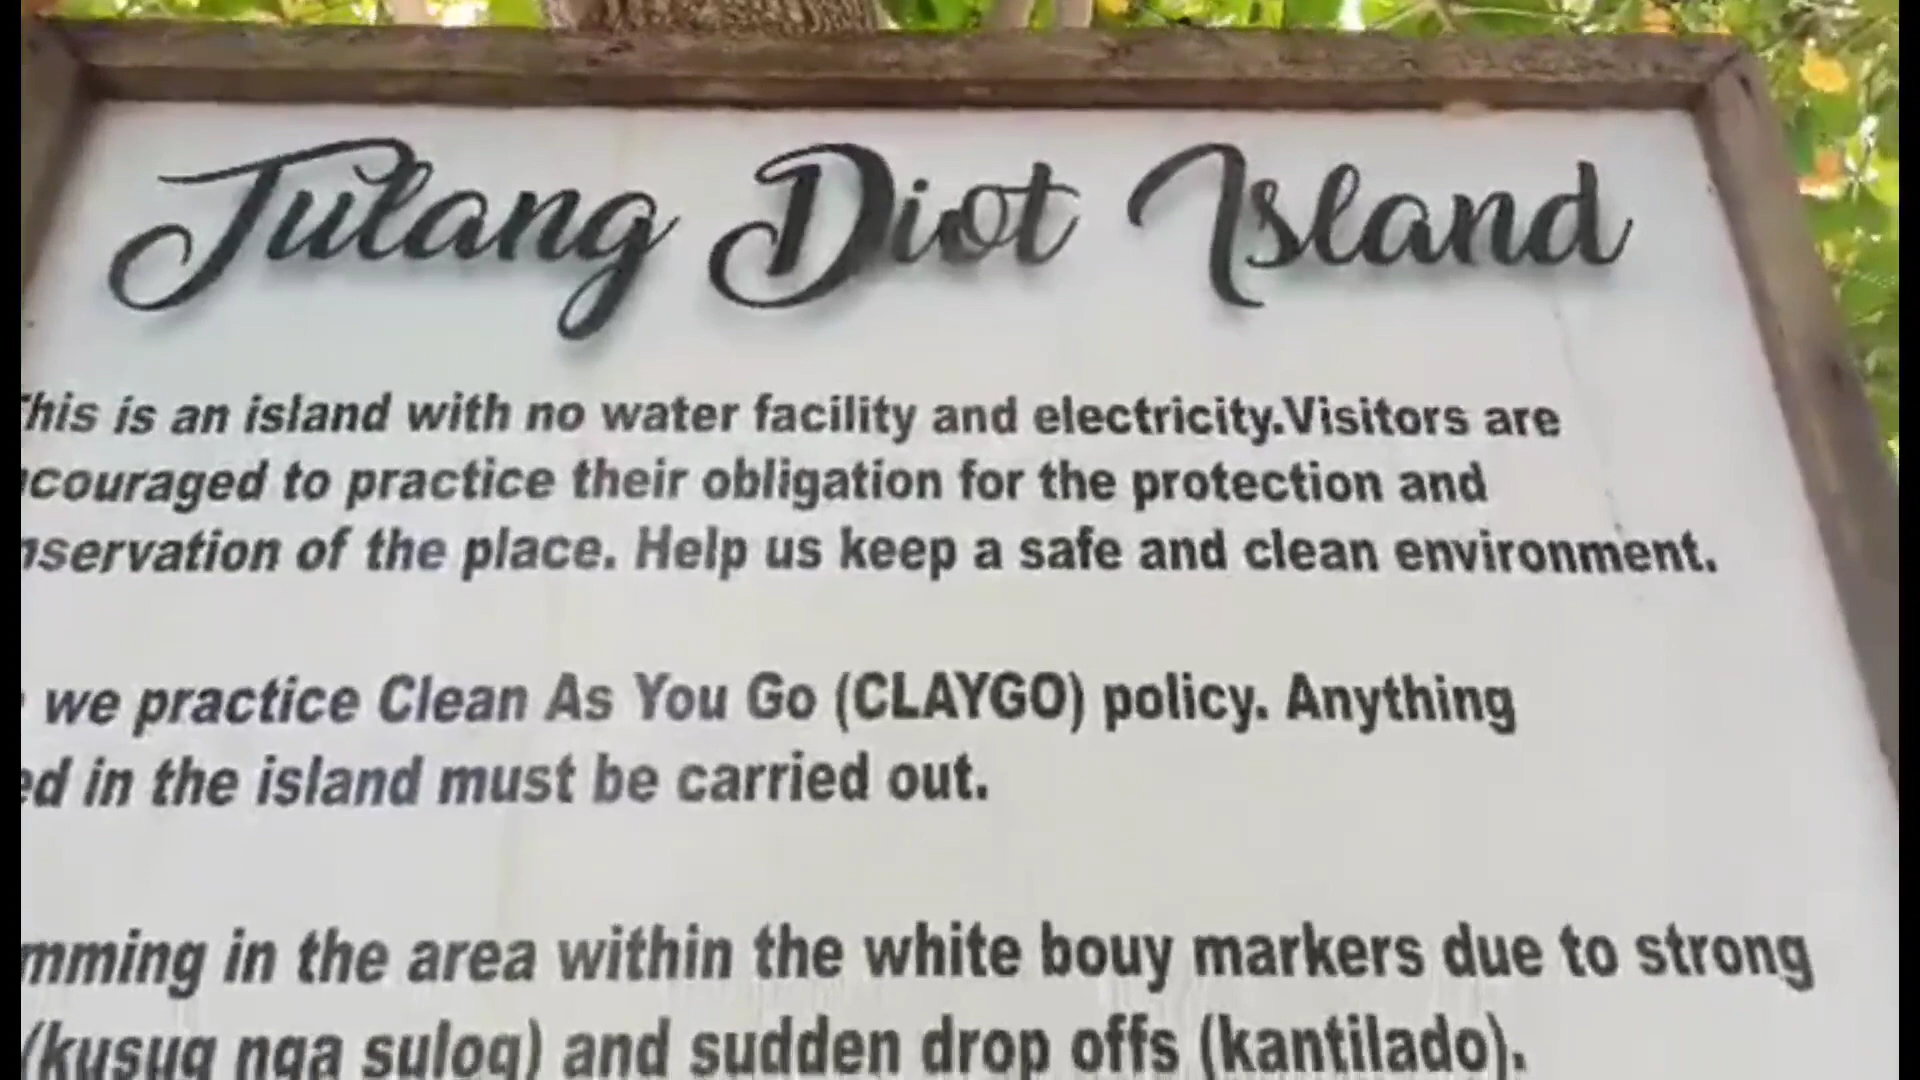 Tulang Diot Island
This is an island with no water facility and electricity.Visitors are
couraged to practice their obligation for the protection and
nservation of the place. Help us keep a safe and clean environment.
we practice Clean As You Go (CLAYGO) policy. Anything
ed in the island must be carried out.
mming in the area within the white bouy markers due to strong
(kusug nga sulog) and sudden drop offs (kantilado).